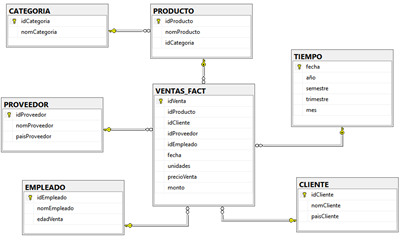 CATEGORIA
idCategoria
nomCategoria
PRODUCTO
idProducto
nomProducto
idCategoria
TIEMPO
fecha
año
semestre
trimestre
mes
PROVEEDOR
idProveedor
nomProveedor
paisProveedor
VENTAS_FACT
idVenta
idProducto
idCliente
idProveedor
idEmpleado
fecha
unidades
precioVenta
monto
EMPLEADO
idEmpleado
nomEmpleado
edadVenta
CLIENTE
idCliente
nomCliente
paisCliente